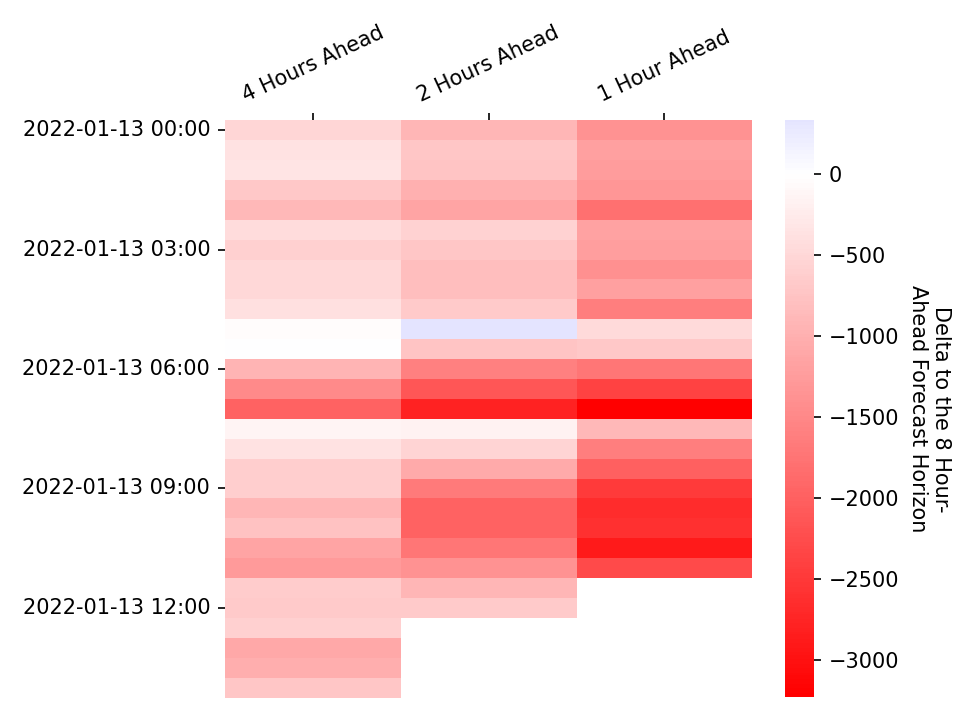 4 Hours Ahead
2 Hours Ahead
1 Hour Ahead
2022-01-13 00:00
2022-01-13 03:00
2022-01-13 06:00
2022-01-13 09:00
2022-01-13 12:00
0
−500
−1000
−1500
−2000
−2500
−3000
Delta to the 8 Hour-
Ahead Forecast Horizon